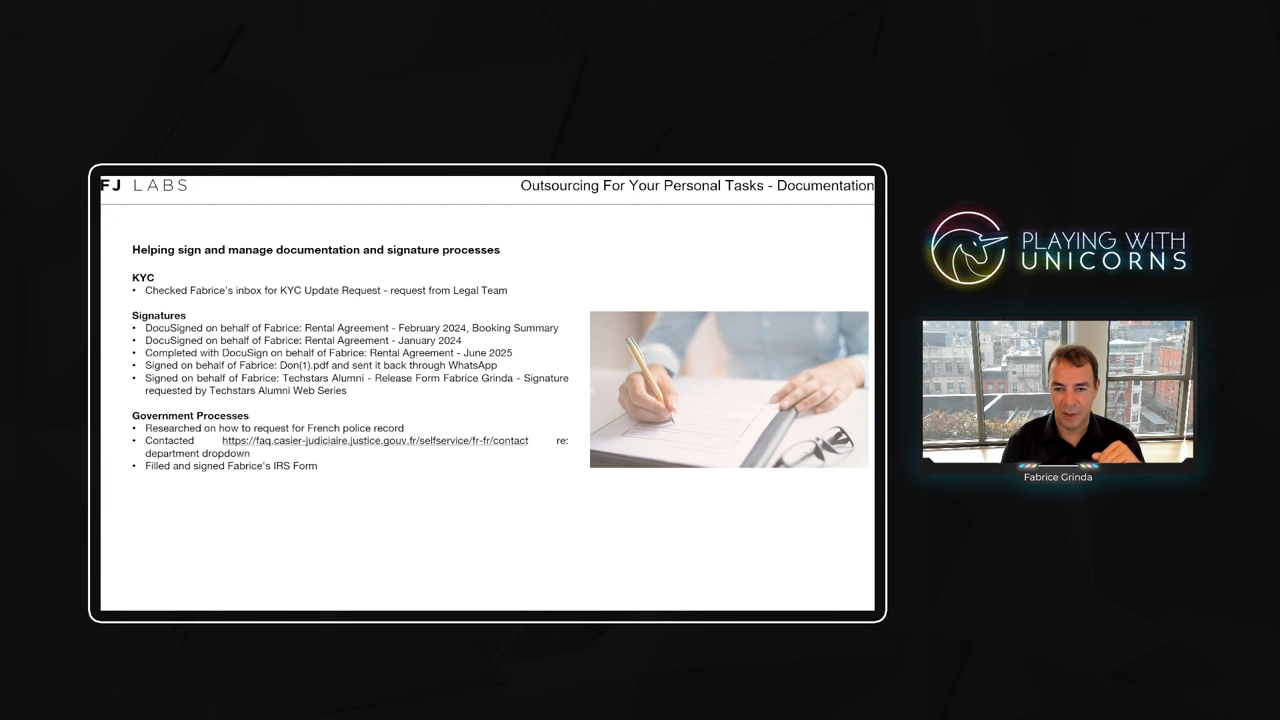 FJ LABS
Outsourcing For Your Personal Tasks - Documentation
Helping sign and manage documentation and signature processes
KYC
• Checked Fabrice's inbox for KYC Update Request - request from Legal Team
Signatures
• DocuSigned on behalf of Fabrice: Rental Agreement - February 2024, Booking Summary
• DocuSigned on behalf of Fabrice: Rental Agreement - January 2024
• Completed with DocuSign on behalf of Fabrice: Rental Agreement - June 2025
• Signed on behalf of Fabrice: Don(1).pdf and sent it back through WhatsApp
• Signed on behalf of Fabrice: Techstars Alumni - Release Form Fabrice Grinda - Signature
requested by Techstars Alumni Web Series
Government Processes
• Researched on how to request for French police record
• Contacted https://faq.casier-judiciaire.justice.gouv.fr/selfservice/fr-fr/contact re:
department dropdown
• Filled and signed Fabrice's IRS Form
PLAYING WITH
UNICORNS
Fabrice Grinda